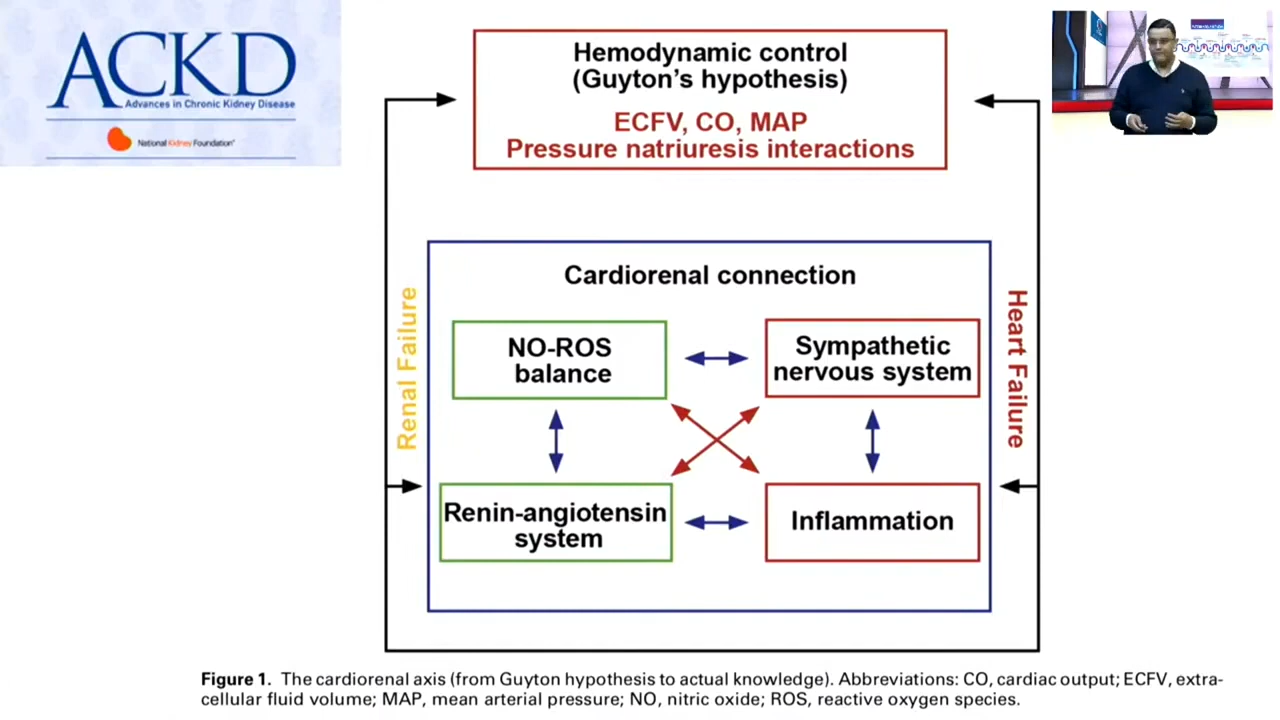 ACKD
Advances in Chronic Kidney Disease
National Kidney Foundation®
Hemodynamic control
(Guyton’s hypothesis)
ECFV, CO, MAP
Pressure natriuresis interactions
Cardiorenal connection
Renal Failure
Heart Failure
NO-ROS
balance
Sympathetic
nervous system
Renin-angiotensin
system
Inflammation
Figure 1. The cardiorenal axis (from Guyton hypothesis to actual knowledge). Abbreviations: CO, cardiac output; ECFV, extra-
cellular fluid volume; MAP, mean arterial pressure; NO, nitric oxide; ROS, reactive oxygen species.